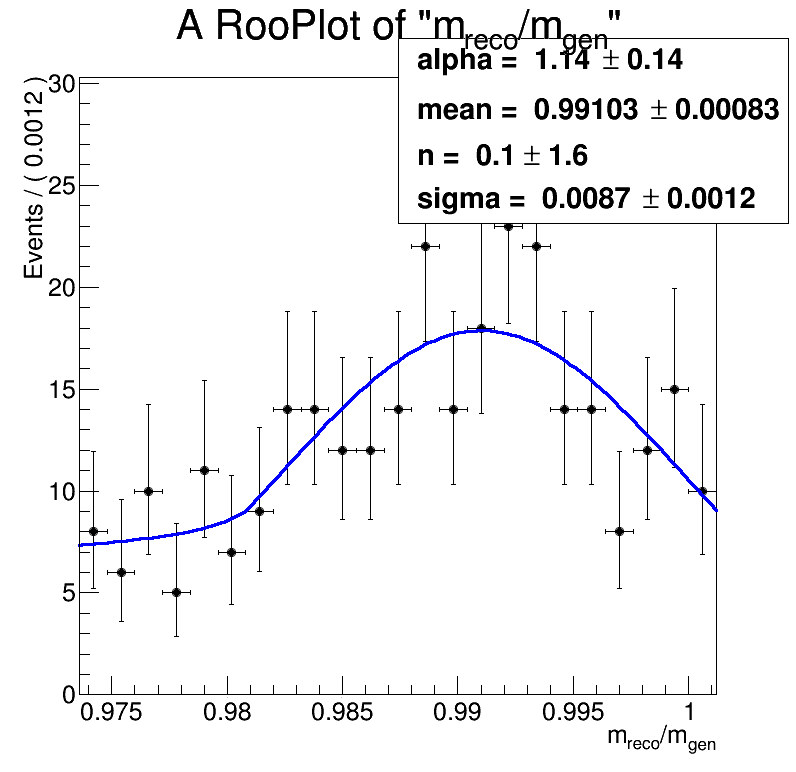 A RooPlot of "m_reco/m_gen"
alpha = 1.14 ± 0.14
mean = 0.99103 ± 0.00083
n = 0.1 ± 1.6
sigma = 0.0087 ± 0.0012
Events / ( 0.0012 )
30
25
20
15
10
5
0
0.975 0.98 0.985 0.99 0.995 1
m_reco/m_gen